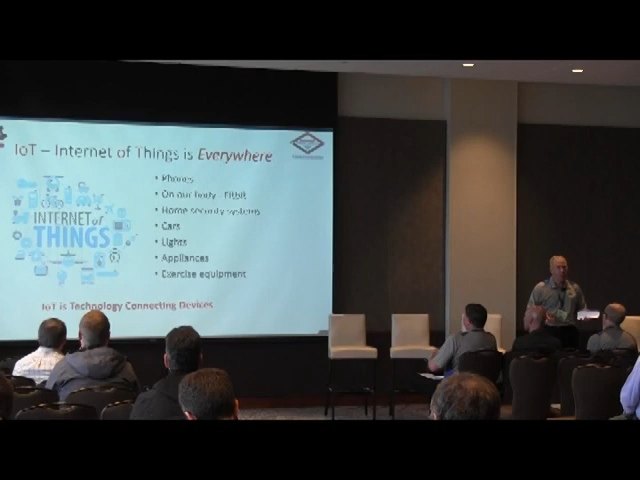 IoT – Internet of Things is Everywhere
INTERNET of
THINGS
• Phones
• On our body - Fitbit
• Home security systems
• Cars
• Lights
• Appliances
• Exercise equipment
IoT is Technology Connecting Devices